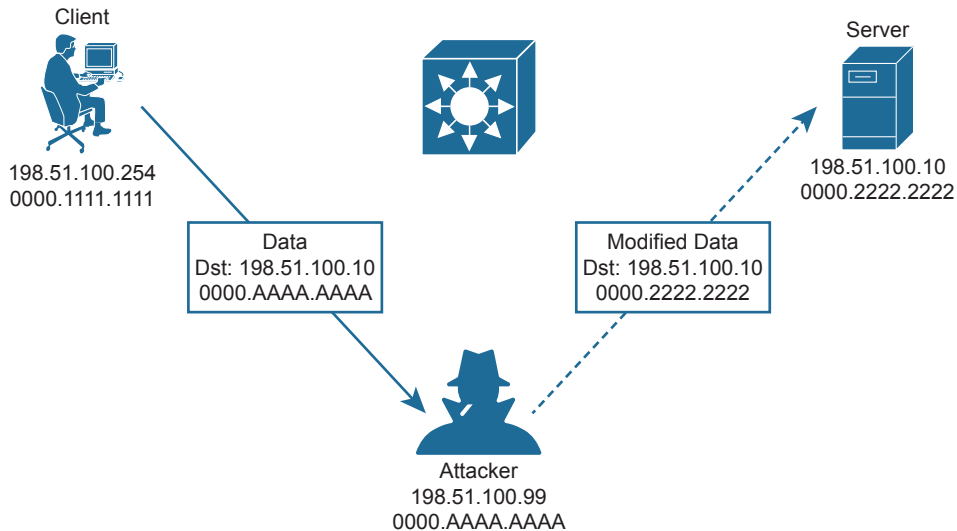 Client
198.51.100.254
0000.1111.1111
Server
198.51.100.10
0000.2222.2222
Data
Dst: 198.51.100.10
0000.AAAA.AAAA
Modified Data
Dst: 198.51.100.10
0000.2222.2222
Attacker
198.51.100.99
0000.AAAA.AAAA